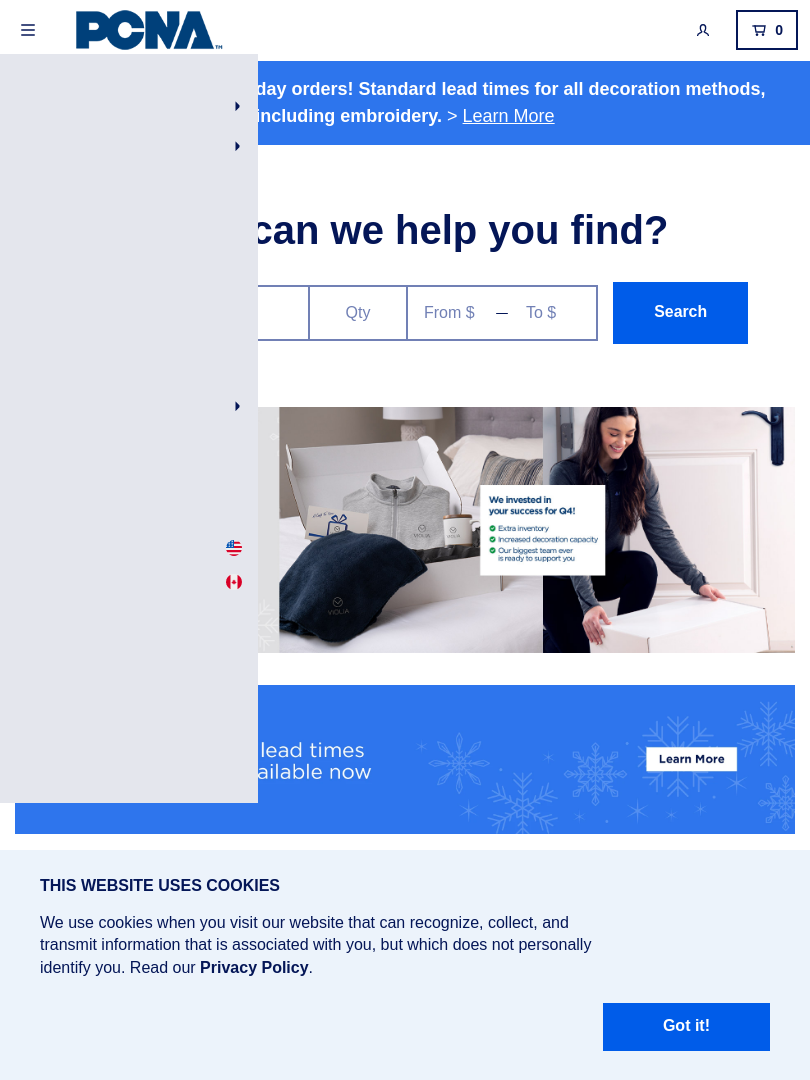 PCNA™
0
day orders! Standard lead times for all decoration methods,
including embroidery. > Learn More
can we help you find?
Qty
From $ — To $
Search
We invested in
your success for Q4!
Extra inventory
Increased decoration capacity
Our biggest team ever
is ready to support you
VIOLIA
VIOLIA
VIOLIA
lead times
ailable now
Learn More
THIS WEBSITE USES COOKIES
We use cookies when you visit our website that can recognize, collect, and
transmit information that is associated with you, but which does not personally
identify you. Read our Privacy Policy.
Got it!